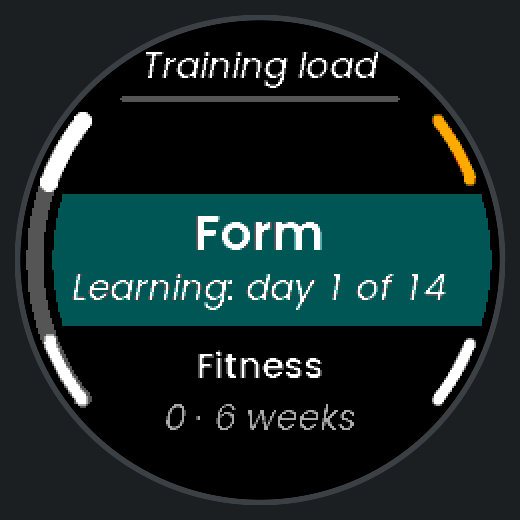 Training load
Form
Learning: day 1 of 14
Fitness
0 · 6 weeks